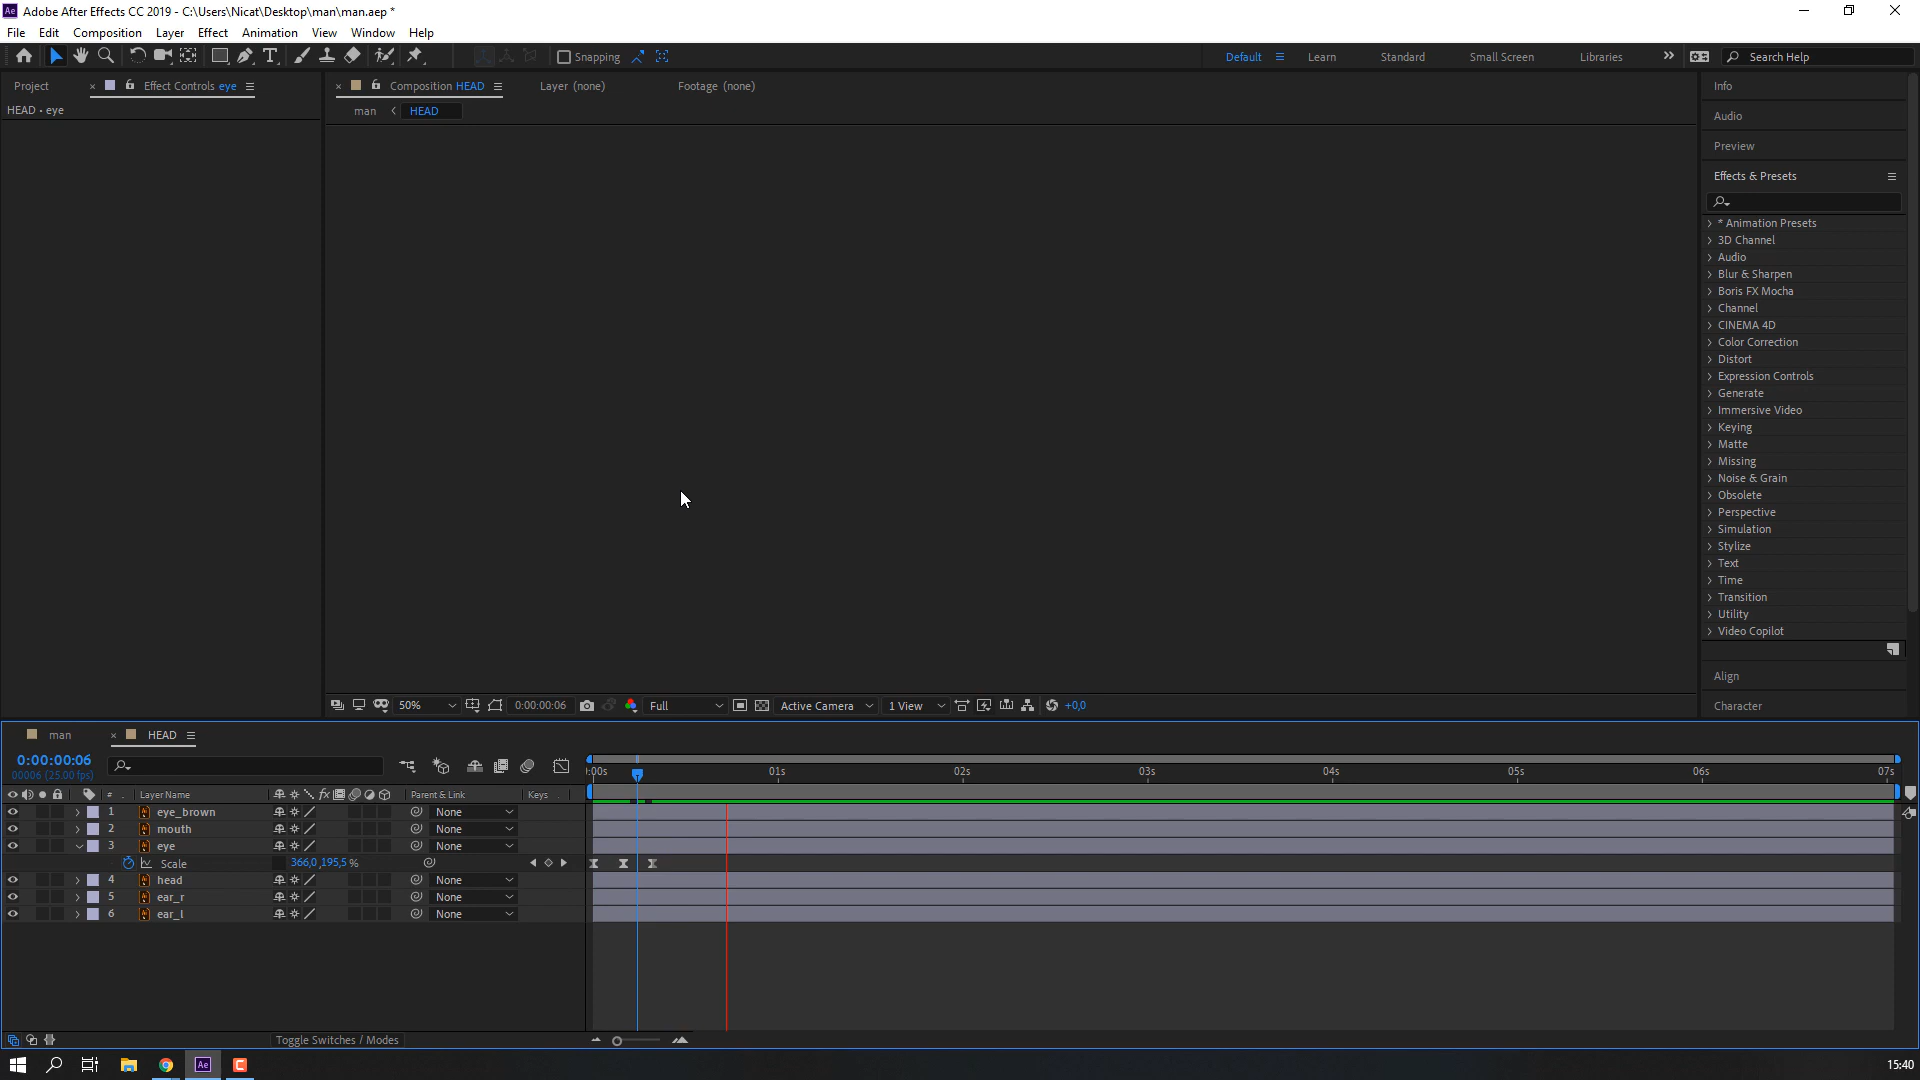 Adobe After Effects CC 2019 - C:\Users\Nicat\Desktop\man\man.aep *
File Edit Composition Layer Effect Animation View Window Help
Snapping Default Learn Standard Small Screen Libraries Search Help
Project Effect Controls eye Composition HEAD Layer (none) Footage (none) Info
HEAD • eye man HEAD
Audio
Preview
Effects & Presets
* Animation Presets
3D Channel
Audio
Blur & Sharpen
Boris FX Mocha
Channel
CINEMA 4D
Color Correction
Distort
Expression Controls
Generate
Immersive Video
Keying
Matte
Missing
Noise & Grain
Obsolete
Perspective
Simulation
Stylize
Text
Time
Transition
Utility
Video Copilot
Align
Character
50% 0:00:00:06 Full Active Camera 1 View +0,0
man HEAD
0:00:00:06
00006 (25.00 fps)
:00s 01s 02s 03s 04s 05s 06s 07s
# Layer Name Parent & Link Keys
1 eye_brown None
2 mouth None
3 eye None
Scale 366,0,195,5 %
4 head None
5 ear_r None
6 ear_l None
Toggle Switches / Modes
15:40